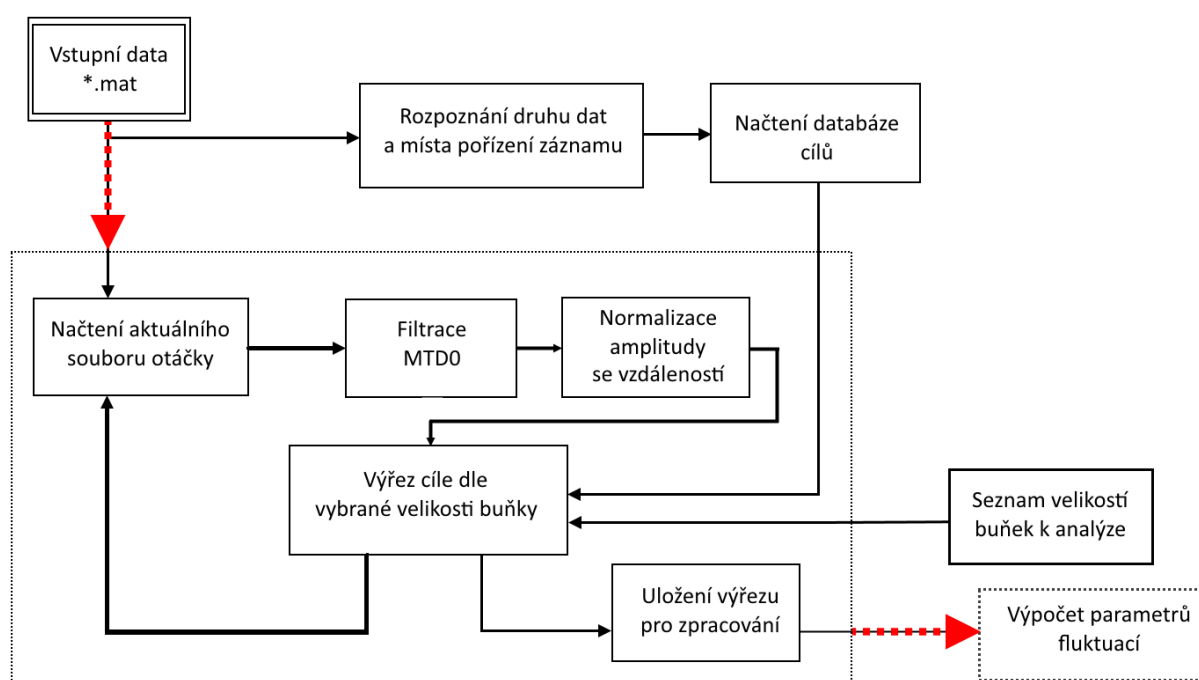 Vstupní data
*.mat
Rozpoznání druhu dat
a místa pořízení záznamu
Načtení databáze
cílů
Načtení aktuálního
souboru otáčky
Filtrace
MTD0
Normalizace
amplitudy
se vzdáleností
Výřez cíle dle
vybrané velikosti buňky
Seznam velikostí
buňek k analýze
Uložení výřezu
pro zpracování
Výpočet parametrů
fluktuací